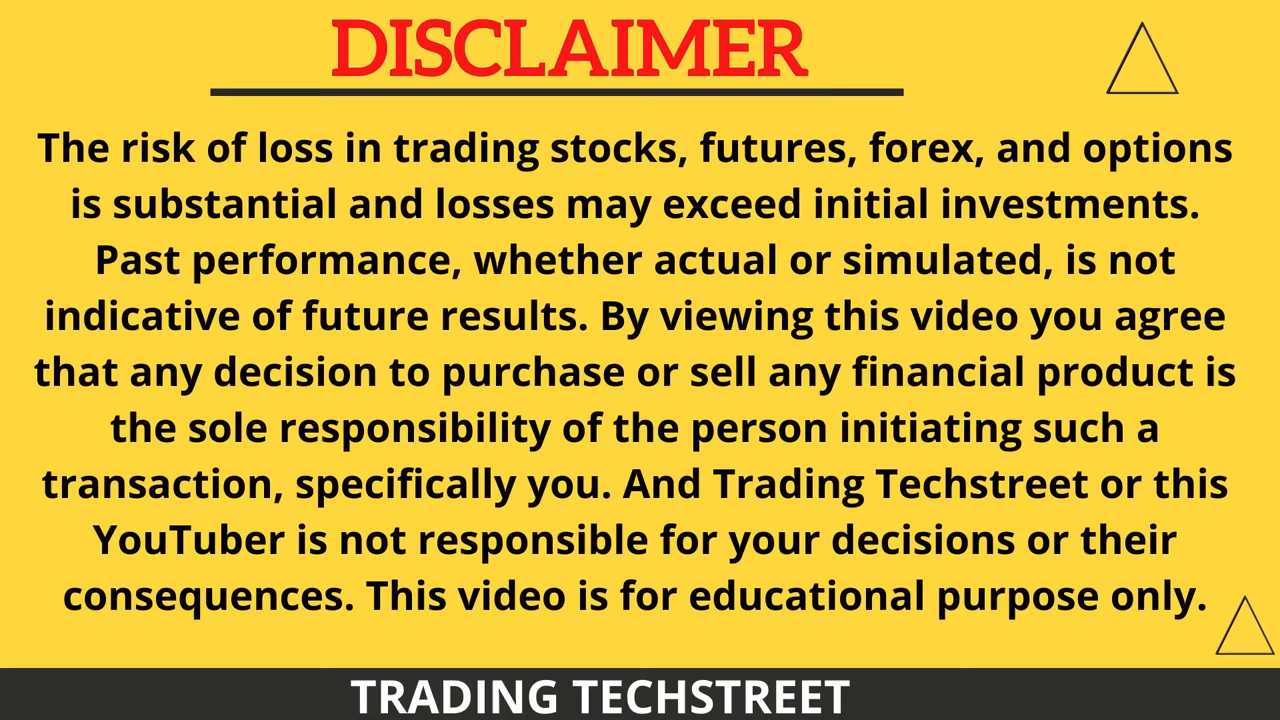 DISCLAIMER
The risk of loss in trading stocks, futures, forex, and options
is substantial and losses may exceed initial investments.
Past performance, whether actual or simulated, is not
indicative of future results. By viewing this video you agree
that any decision to purchase or sell any financial product is
the sole responsibility of the person initiating such a
transaction, specifically you. And Trading Techstreet or this
YouTuber is not responsible for your decisions or their
consequences. This video is for educational purpose only.
TRADING TECHSTREET